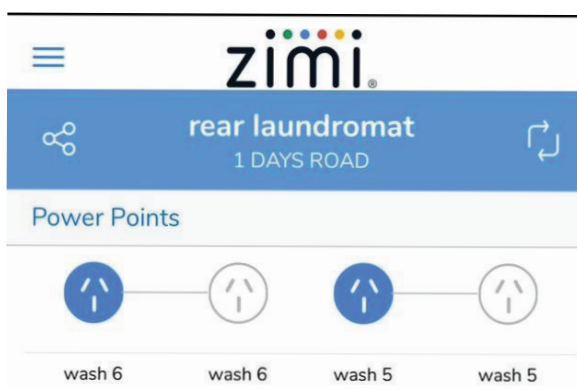 zimi®
rear laundromat
1 DAYS ROAD
Power Points
wash 6 wash 6 wash 5 wash 5